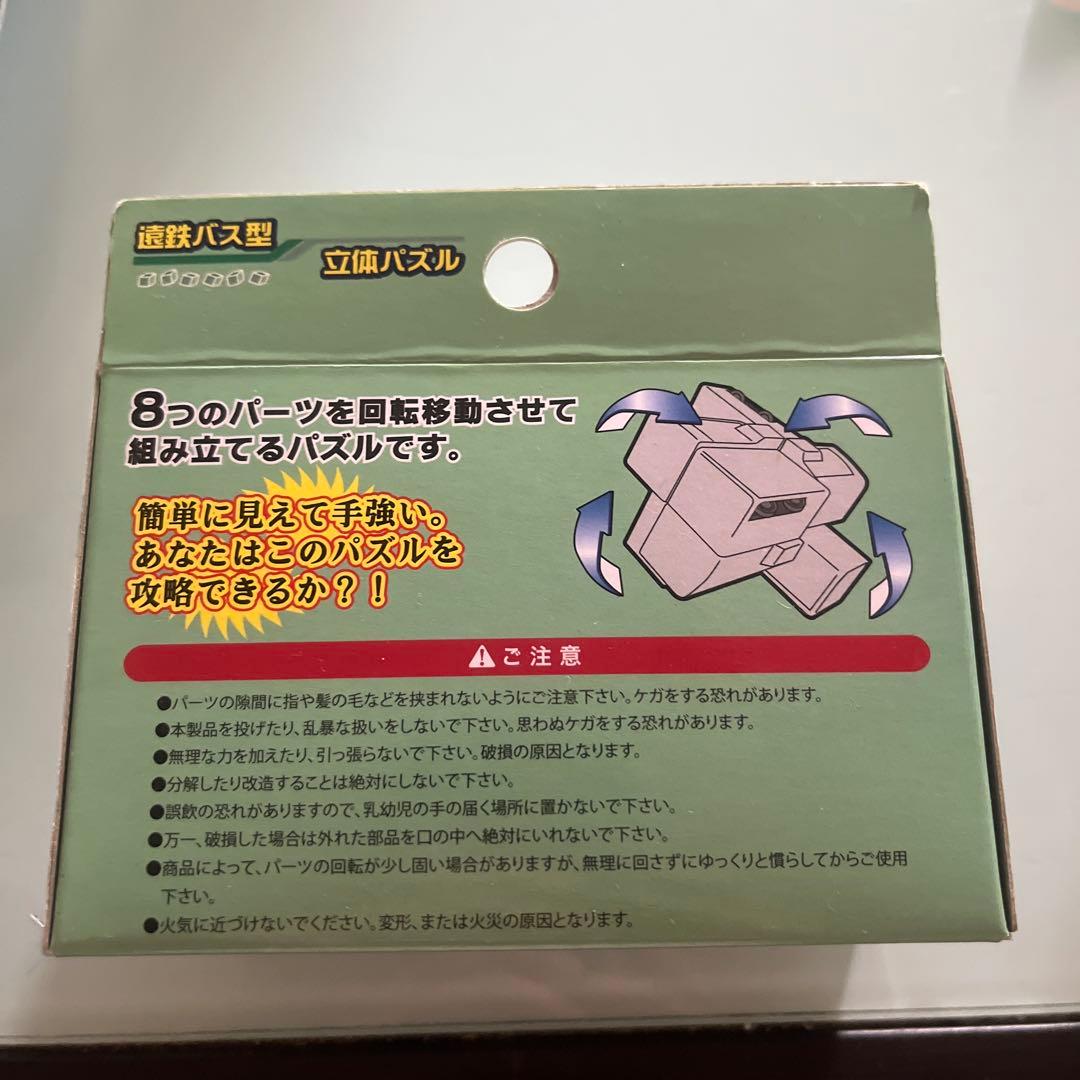 遠鉄バス型
立体パズル
8つのパーツを回転移動させて
組み立てるパズルです。
簡単に見えて手強い。
あなたはこのパズルを
攻略できるか？！
ご注意
●パーツの隙間に指や髪の毛などを挟まれないようにご注意下さい。ケガをする恐れがあります。
●本製品を投げたり、乱暴な扱いをしないで下さい。思わぬケガをする恐れがあります。
●無理な力を加えたり、引っ張らないで下さい。破損の原因となります。
●分解したり改造することは絶対にしないで下さい。
●誤飲の恐れがありますので、乳幼児の手の届く場所に置かないで下さい。
●万一、破損した場合は外れた部品を口の中へ絶対にいれないで下さい。
●商品によって、パーツの回転が少し固い場合がありますが、無理に回さずにゆっくりと慣らしてからご使用
下さい。
●火気に近づけないでください。変形、または火災の原因となります。